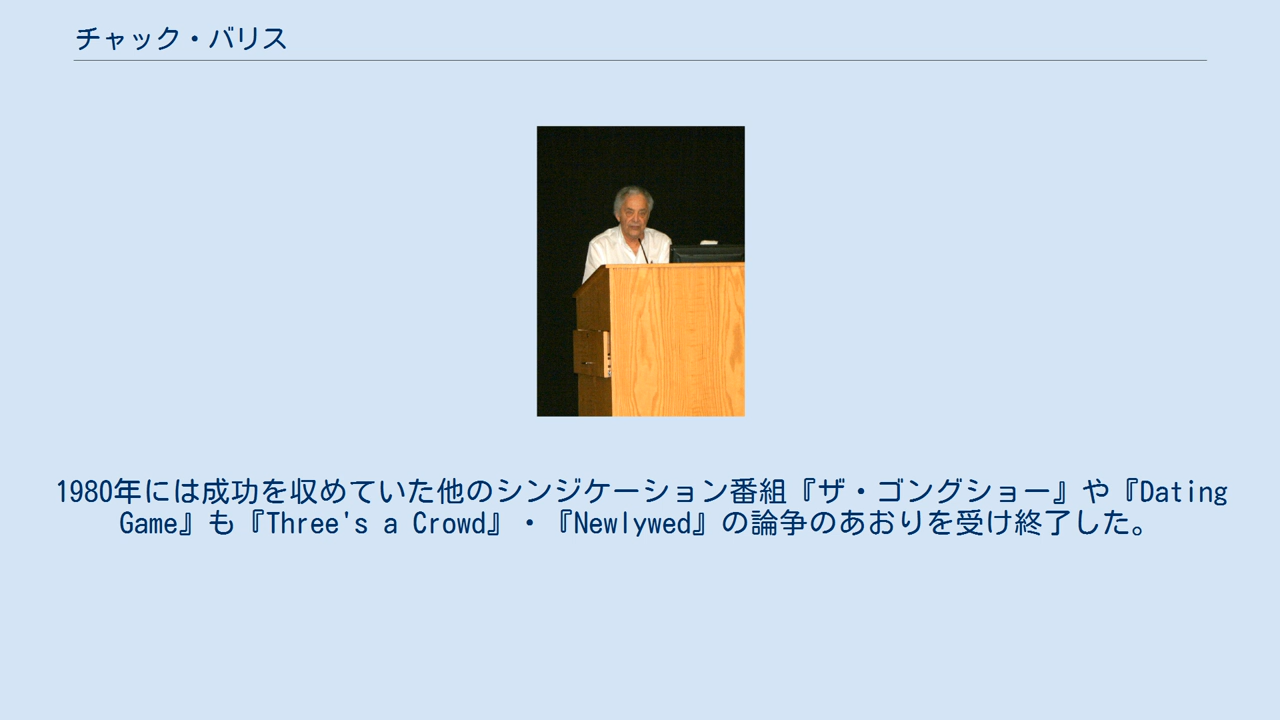 チャック・バリス
1980年には成功を収めていた他のシンジケーション番組『ザ・ゴングショー』や『Dating
Game』も『Three's a Crowd』・『Newlywed』の論争のあおりを受け終了した。